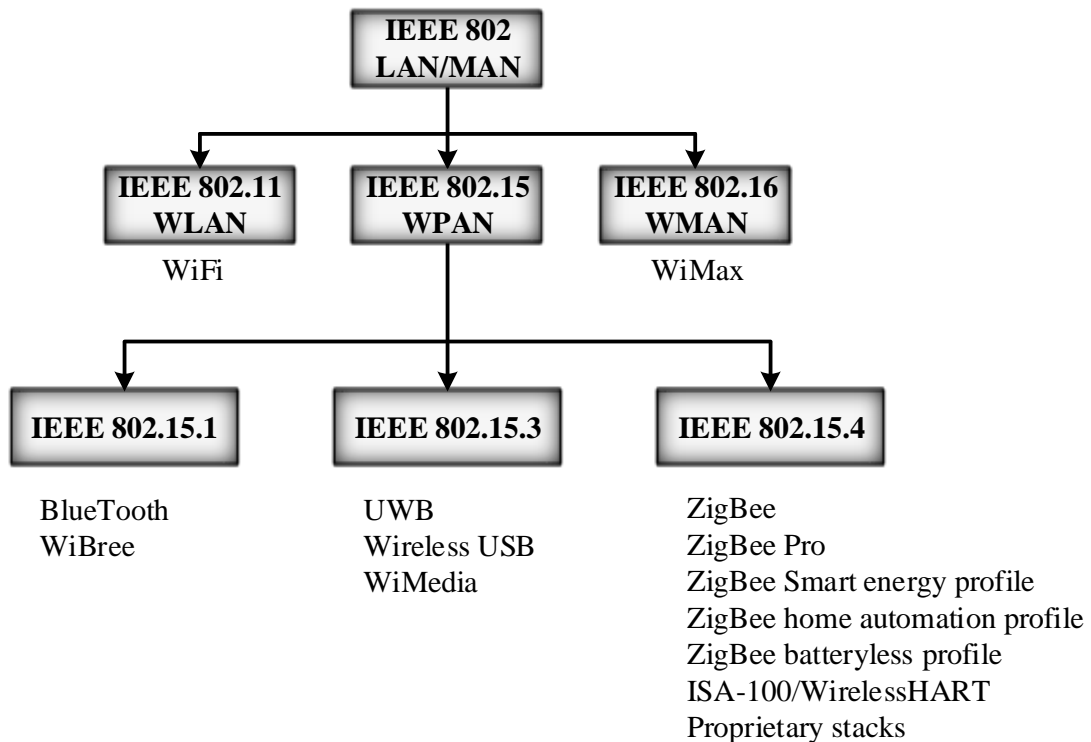 IEEE 802
LAN/MAN
IEEE 802.11
WLAN
WiFi
IEEE 802.15
WPAN
IEEE 802.16
WMAN
WiMax
IEEE 802.15.1
BlueTooth
WiBree
IEEE 802.15.3
UWB
Wireless USB
WiMedia
IEEE 802.15.4
ZigBee
ZigBee Pro
ZigBee Smart energy profile
ZigBee home automation profile
ZigBee batteryless profile
ISA-100/WirelessHART
Proprietary stacks